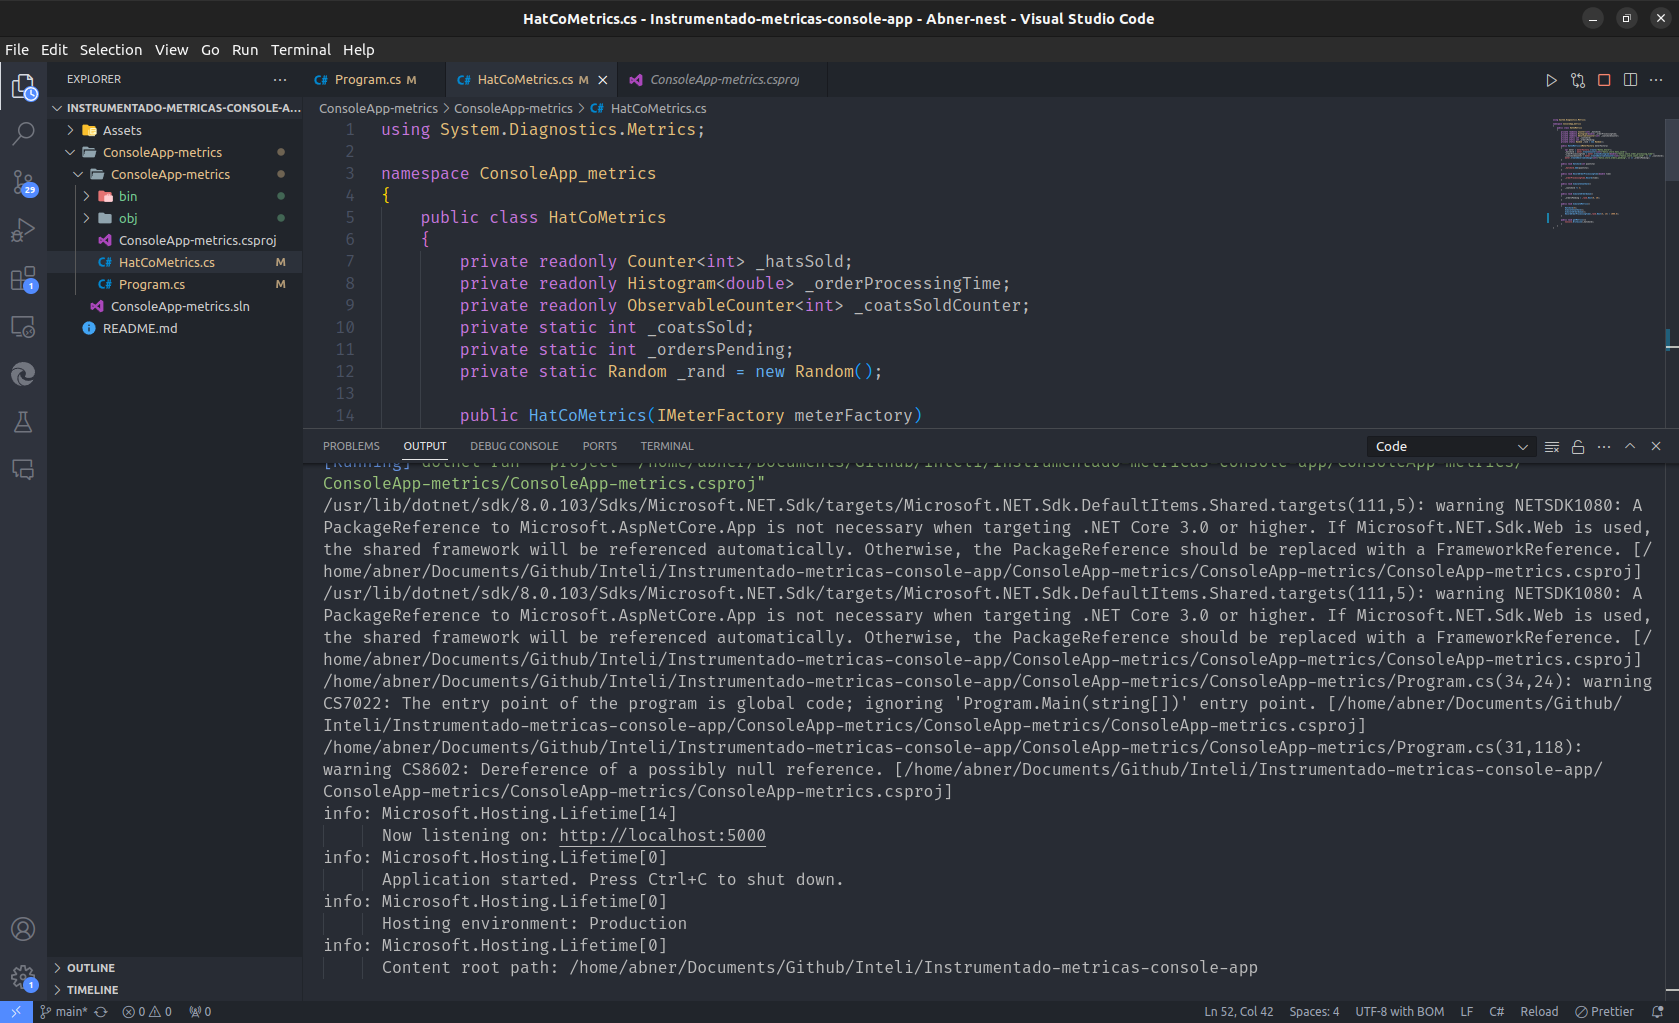 HatCoMetrics.cs - Instrumentado-metricas-console-app - Abner-nest - Visual Studio Code
File Edit Selection View Go Run Terminal Help
EXPLORER
Program.cs M
HatCoMetrics.cs M
ConsoleApp-metrics.csproj
INSTRUMENTADO-METRICAS-CONSOLE-A...
Assets
ConsoleApp-metrics
ConsoleApp-metrics
bin
obj
ConsoleApp-metrics.csproj
HatCoMetrics.cs M
Program.cs M
ConsoleApp-metrics.sln
README.md
29
1
OUTLINE
TIMELINE
1
ConsoleApp-metrics > ConsoleApp-metrics > HatCoMetrics.cs
1 using System.Diagnostics.Metrics;
2
3 namespace ConsoleApp_metrics
4 {
5 public class HatCoMetrics
6 {
7 private readonly Counter<int> _hatsSold;
8 private readonly Histogram<double> _orderProcessingTime;
9 private readonly ObservableCounter<int> _coatsSoldCounter;
10 private static int _coatsSold;
11 private static int _ordersPending;
12 private static Random _rand = new Random();
13
14 public HatCoMetrics(IMeterFactory meterFactory)
PROBLEMS OUTPUT DEBUG CONSOLE PORTS TERMINAL
Code
[Running] dotnet run --project "/home/abner/Documents/Github/Inteli/Instrumentado-metricas-console-app/ConsoleApp-metrics/
ConsoleApp-metrics/ConsoleApp-metrics.csproj"
/usr/lib/dotnet/sdk/8.0.103/Sdks/Microsoft.NET.Sdk/targets/Microsoft.NET.Sdk.DefaultItems.Shared.targets(111,5): warning NETSDK1080: A
PackageReference to Microsoft.AspNetCore.App is not necessary when targeting .NET Core 3.0 or higher. If Microsoft.NET.Sdk.Web is used,
the shared framework will be referenced automatically. Otherwise, the PackageReference should be replaced with a FrameworkReference. [/
home/abner/Documents/Github/Inteli/Instrumentado-metricas-console-app/ConsoleApp-metrics/ConsoleApp-metrics/ConsoleApp-metrics.csproj]
/usr/lib/dotnet/sdk/8.0.103/Sdks/Microsoft.NET.Sdk/targets/Microsoft.NET.Sdk.DefaultItems.Shared.targets(111,5): warning NETSDK1080: A
PackageReference to Microsoft.AspNetCore.App is not necessary when targeting .NET Core 3.0 or higher. If Microsoft.NET.Sdk.Web is used,
the shared framework will be referenced automatically. Otherwise, the PackageReference should be replaced with a FrameworkReference. [/
home/abner/Documents/Github/Inteli/Instrumentado-metricas-console-app/ConsoleApp-metrics/ConsoleApp-metrics/ConsoleApp-metrics.csproj]
/home/abner/Documents/Github/Inteli/Instrumentado-metricas-console-app/ConsoleApp-metrics/ConsoleApp-metrics/Program.cs(34,24): warning
CS7022: The entry point of the program is global code; ignoring 'Program.Main(string[])' entry point. [/home/abner/Documents/Github/
Inteli/Instrumentado-metricas-console-app/ConsoleApp-metrics/ConsoleApp-metrics/ConsoleApp-metrics.csproj]
/home/abner/Documents/Github/Inteli/Instrumentado-metricas-console-app/ConsoleApp-metrics/ConsoleApp-metrics/Program.cs(31,118):
warning CS8602: Dereference of a possibly null reference. [/home/abner/Documents/Github/Inteli/Instrumentado-metricas-console-app/
ConsoleApp-metrics/ConsoleApp-metrics/ConsoleApp-metrics.csproj]
info: Microsoft.Hosting.Lifetime[14]
Now listening on: http://localhost:5000
info: Microsoft.Hosting.Lifetime[0]
Application started. Press Ctrl+C to shut down.
info: Microsoft.Hosting.Lifetime[0]
Hosting environment: Production
info: Microsoft.Hosting.Lifetime[0]
Content root path: /home/abner/Documents/Github/Inteli/Instrumentado-metricas-console-app
main* 0 0 0 Ln 52, Col 42 Spaces: 4 UTF-8 with BOM LF C# Reload Prettier